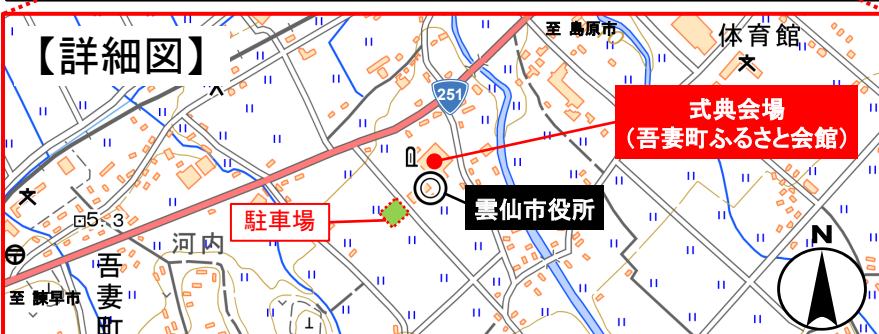 【詳細図】
至 島原市
体育館
251
式典会場
(吾妻町ふるさと会館)
雲仙市役所
駐車場
5.3
河内
吾妻町
至 諫早市
N